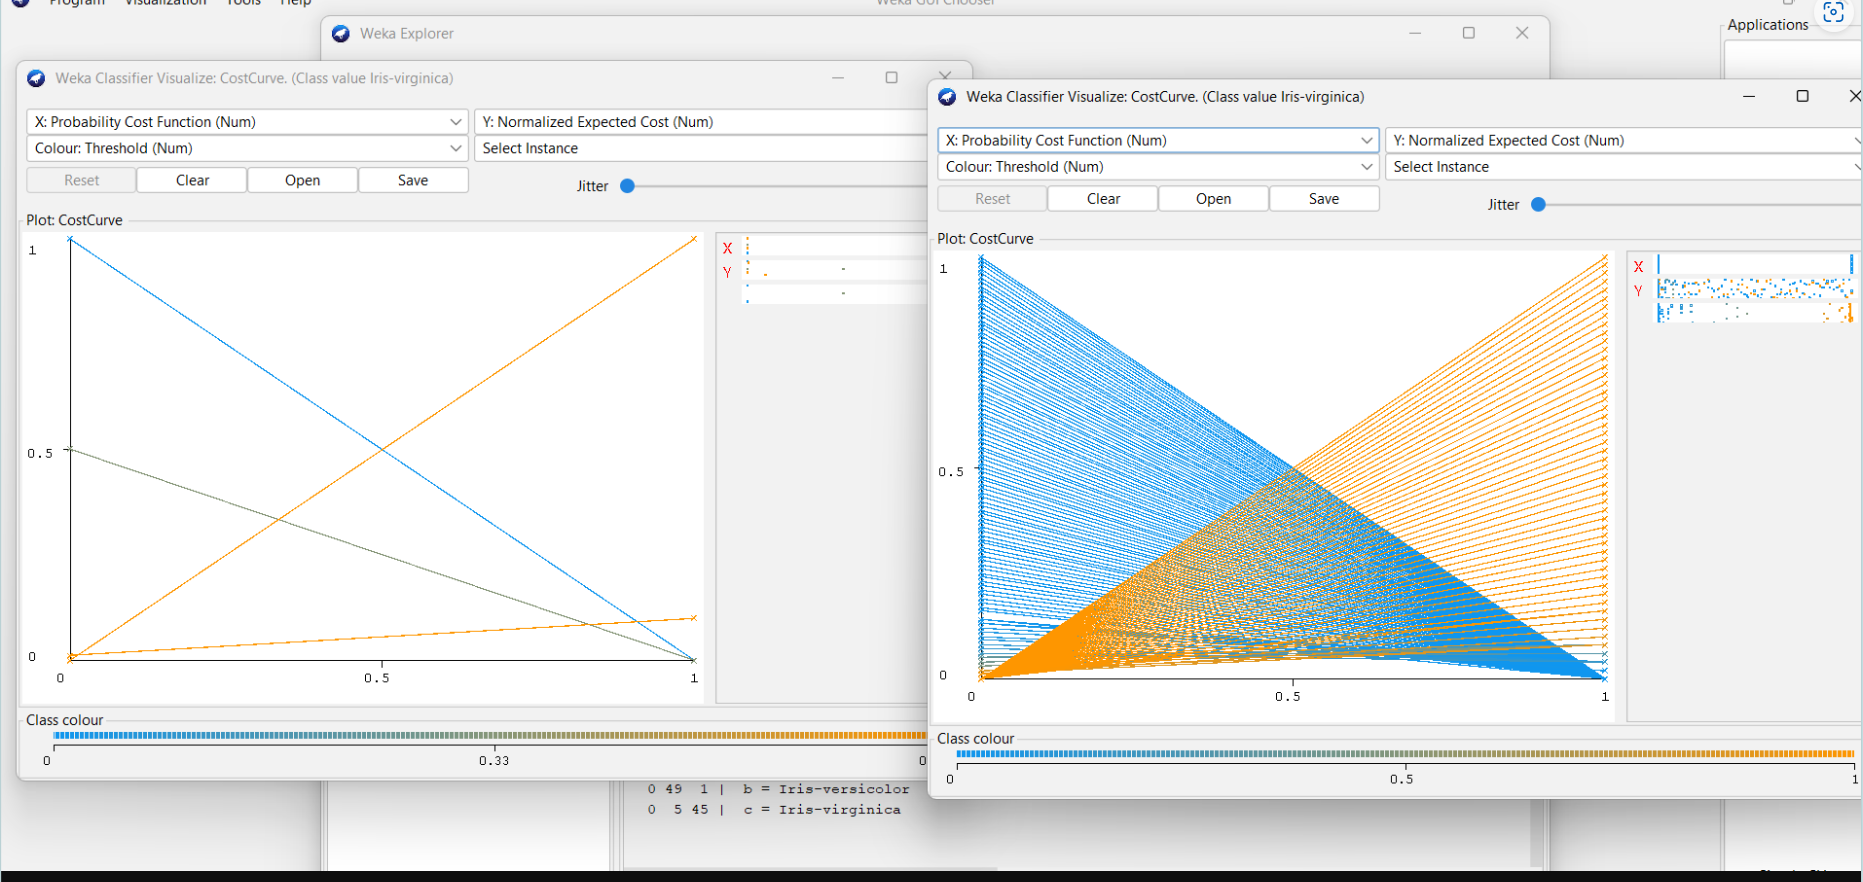 Program Visualization Tools Help
Weka GUI Chooser
Applications
Weka Explorer
Weka Classifier Visualize: CostCurve. (Class value Iris-virginica)
X: Probability Cost Function (Num)
Y: Normalized Expected Cost (Num)
Colour: Threshold (Num)
Select Instance
Reset
Clear
Open
Save
Jitter
Plot: CostCurve
1
0.5
0
0
0.5
1
X
Y
Class colour
0
0.33
0
Weka Classifier Visualize: CostCurve. (Class value Iris-virginica)
X: Probability Cost Function (Num)
Y: Normalized Expected Cost (Num)
Colour: Threshold (Num)
Select Instance
Reset
Clear
Open
Save
Jitter
Plot: CostCurve
1
0.5
0
0
0.5
1
X
Y
Class colour
0
0.5
1
0 49 1 | b = Iris-versicolor
0 5 45 | c = Iris-virginica